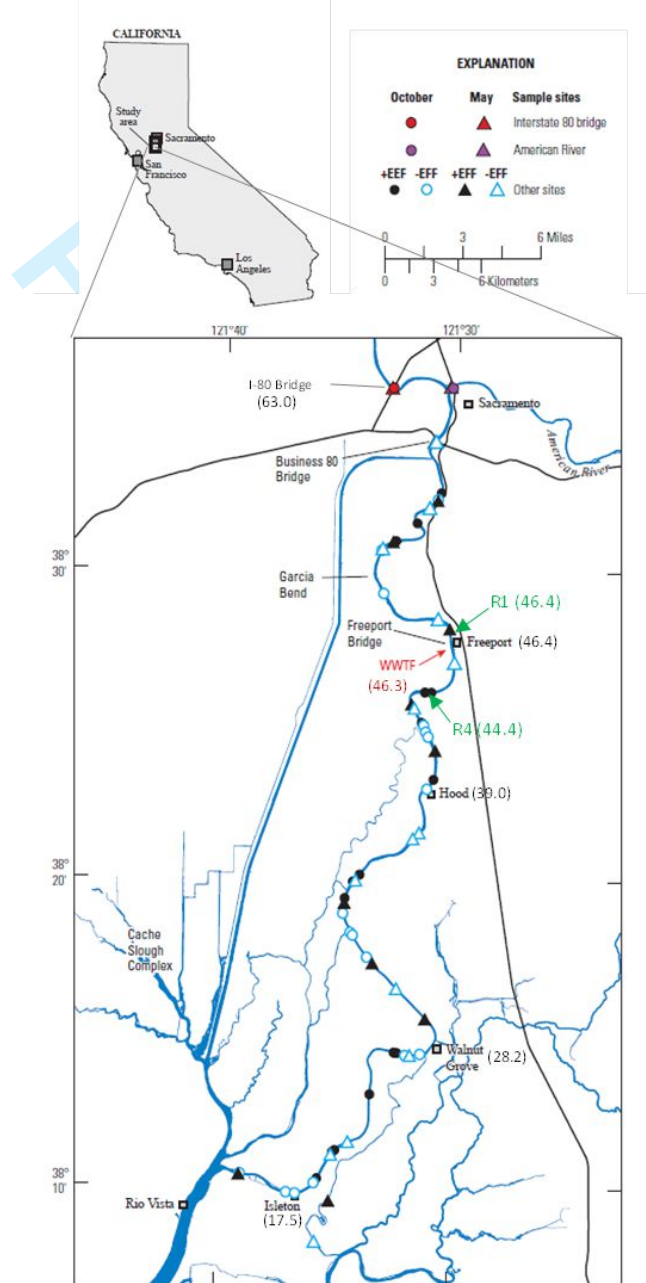 CALIFORNIA
Study
area
Sacramento
San
Francisco
Los
Angeles
EXPLANATION
October May Sample sites
Interstate 80 bridge
American River
+EEF -EFF +EFF -EFF
Other sites
0 3 6 Miles
0 3 6 Kilometers
121°40' 121°30'
I-80 Bridge
(63.0)
Sacramento
American River
Business 80
Bridge
38°
30'
Garcia
Bend
R1 (46.4)
Freeport
Bridge
Freeport (46.4)
WWTF
(46.3)
R4 (44.4)
Hood (39.0)
38°
20'
Cache
Slough
Complex
Walnut
Grove
(28.2)
38°
10'
Rio Vista
Isleton
(17.5)